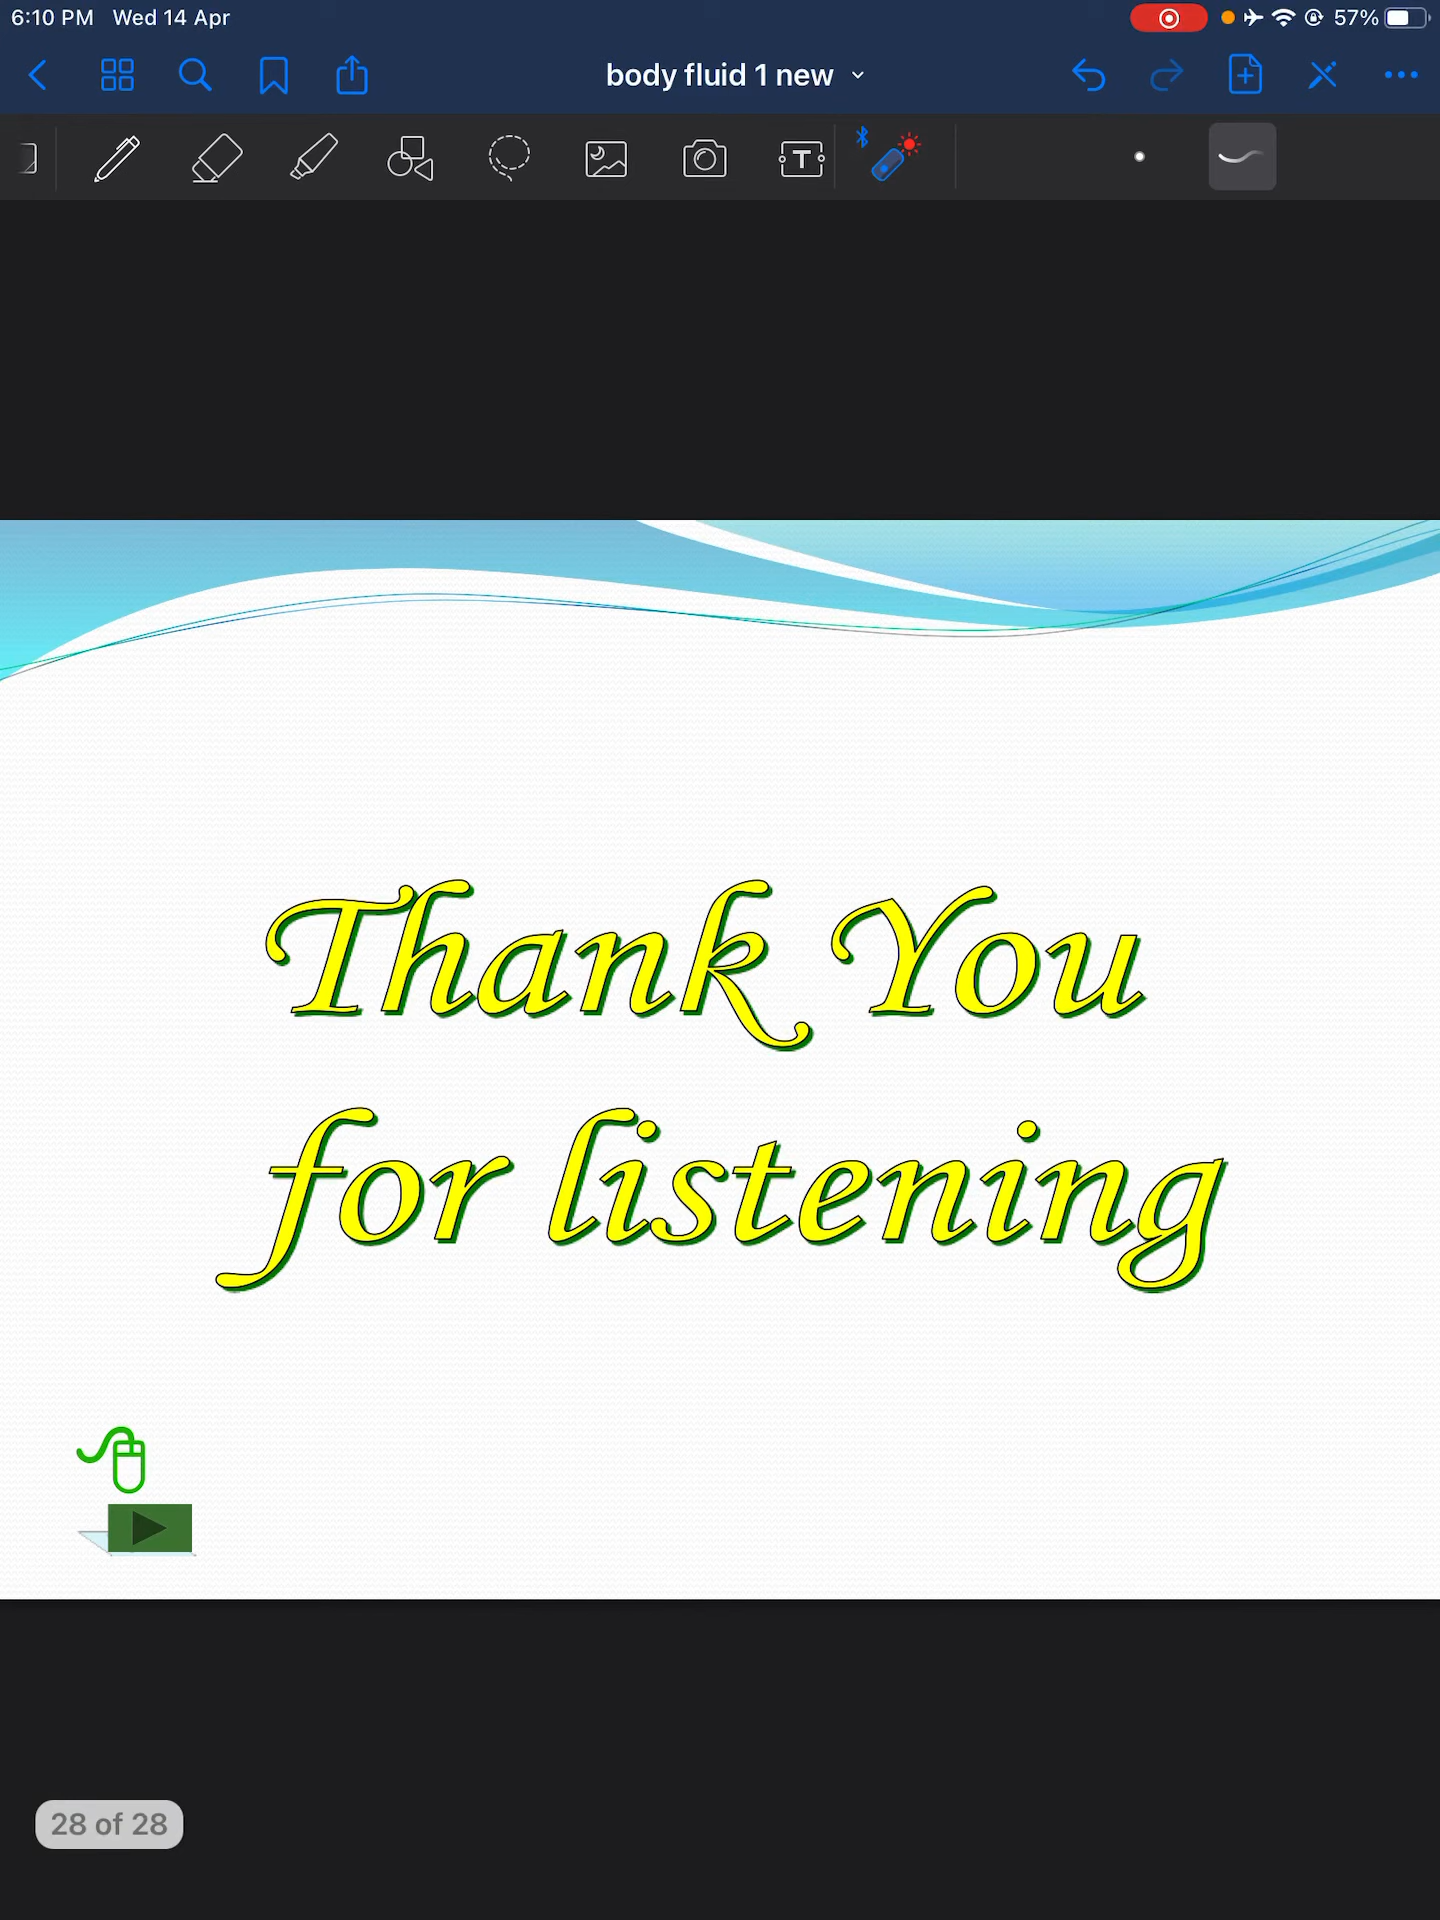 6:10 PM Wed 14 Apr
57%
body fluid 1 new
T
Thank You
for listening
28 of 28